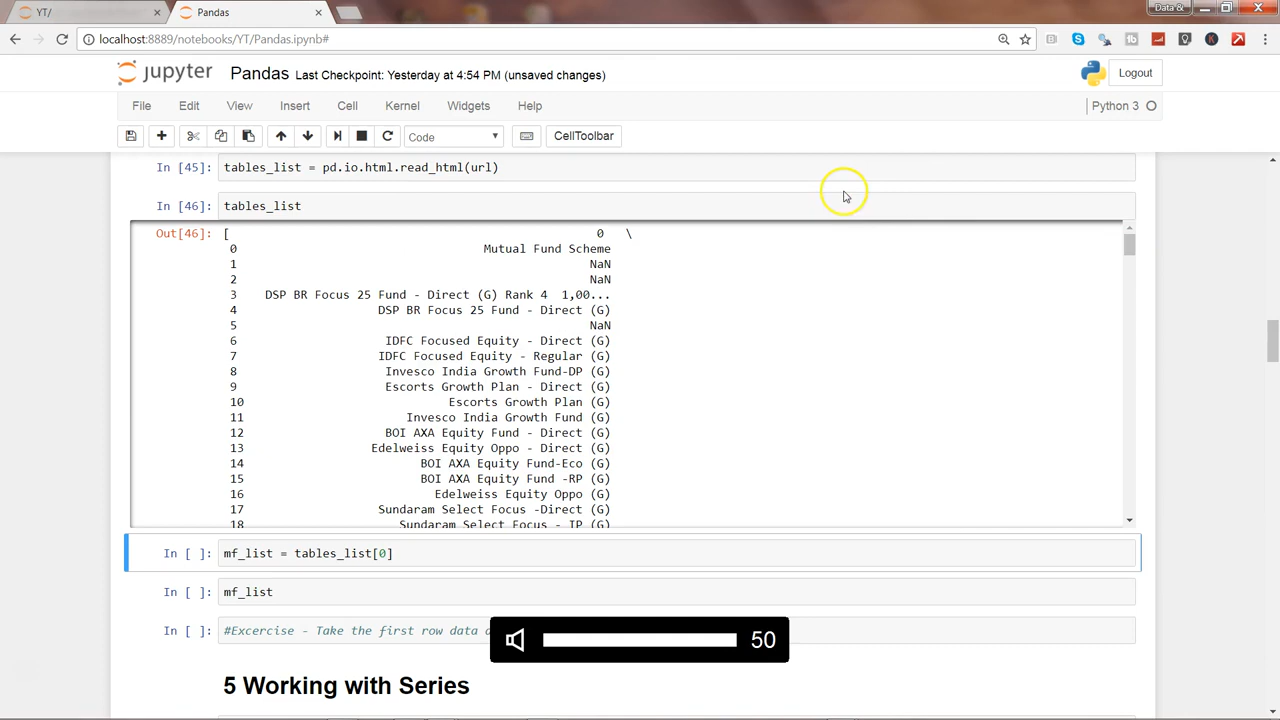 YT/
Pandas
Data &
localhost:8889/notebooks/YT/Pandas.ipynb#
jupyter Pandas Last Checkpoint: Yesterday at 4:54 PM (unsaved changes)
Logout
File Edit View Insert Cell Kernel Widgets Help
Python 3
Code
CellToolbar
In [45]: tables_list = pd.io.html.read_html(url)
In [46]: tables_list
Out[46]: [ 0 \
0 Mutual Fund Scheme
1 NaN
2 NaN
3 DSP BR Focus 25 Fund - Direct (G) Rank 4 1,00...
4 DSP BR Focus 25 Fund - Direct (G)
5 NaN
6 IDFC Focused Equity - Direct (G)
7 IDFC Focused Equity - Regular (G)
8 Invesco India Growth Fund-DP (G)
9 Escorts Growth Plan - Direct (G)
10 Escorts Growth Plan (G)
11 Invesco India Growth Fund (G)
12 BOI AXA Equity Fund - Direct (G)
13 Edelweiss Equity Oppo - Direct (G)
14 BOI AXA Equity Fund-Eco (G)
15 BOI AXA Equity Fund -RP (G)
16 Edelweiss Equity Oppo (G)
17 Sundaram Select Focus -Direct (G)
18 Sundaram Select Focus - IP (G)
In [ ]: mf_list = tables_list[0]
In [ ]: mf_list
In [ ]: #Excercise - Take the first row data
50
5 Working with Series